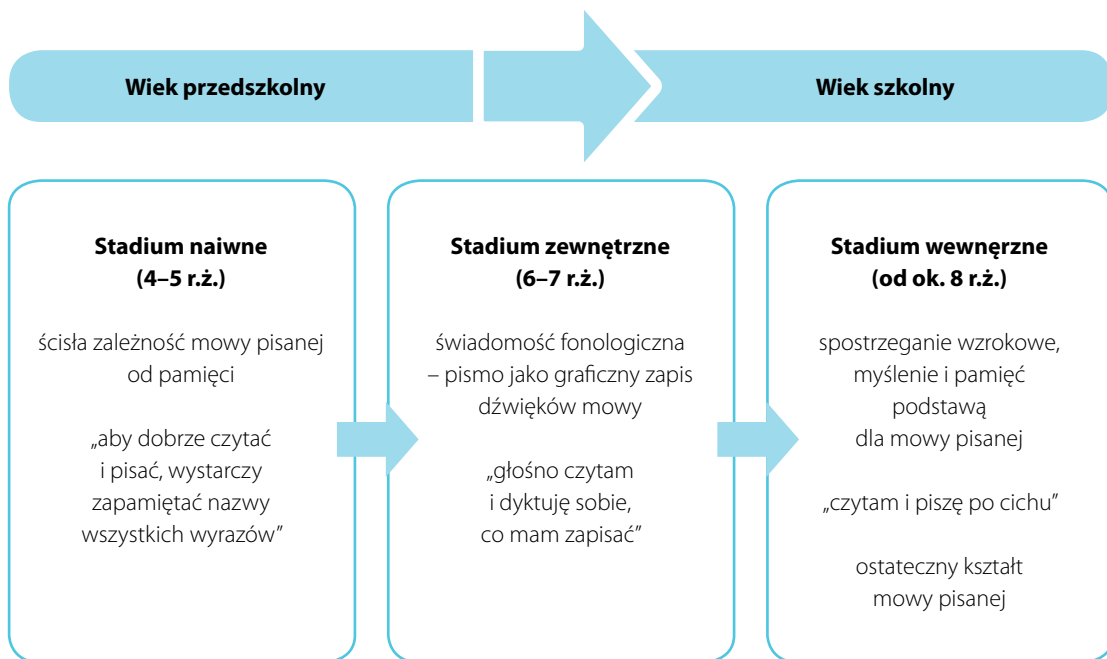 Wiek przedszkolny
Wiek szkolny
Stadium naiwne
(4–5 r.ż.)
ścisła zależność mowy pisanej
od pamięci
„aby dobrze czytać
i pisać, wystarczy
zapamiętać nazwy
wszystkich wyrazów”
Stadium zewnętrzne
(6–7 r.ż.)
świadomość fonologiczna
– pismo jako graficzny zapis
dźwięków mowy
„głośno czytam
i dyktuję sobie,
co mam zapisać”
Stadium wewnęrzne
(od ok. 8 r.ż.)
spostrzeganie wzrokowe,
myślenie i pamięć
podstawą
dla mowy pisanej
„czytam i piszę po cichu”
ostateczny kształt
mowy pisanej